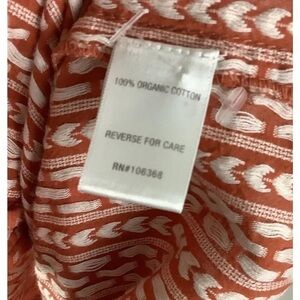 100% ORGANIC COTTON
REVERSE FOR CARE
RN#106368